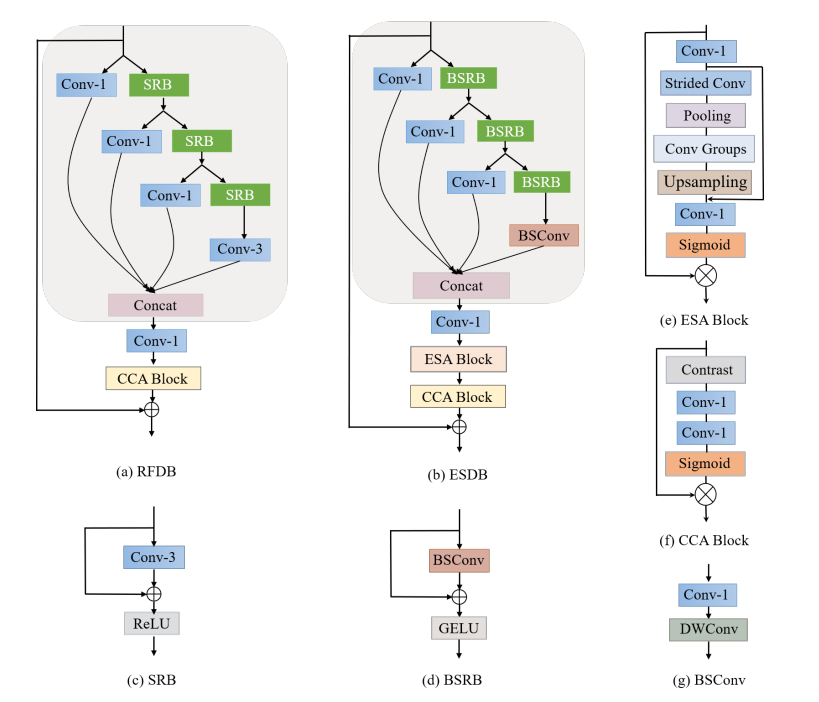 Conv-1
SRB
Conv-1
SRB
Conv-1
SRB
Conv-3
Concat
Conv-1
CCA Block
(a) RFDB
Conv-1
BSRB
Conv-1
BSRB
Conv-1
BSRB
BSConv
Concat
Conv-1
ESA Block
CCA Block
(b) ESDB
Conv-3
ReLU
(c) SRB
BSConv
GELU
(d) BSRB
Conv-1
Strided Conv
Pooling
Conv Groups
Upsampling
Conv-1
Sigmoid
(e) ESA Block
Contrast
Conv-1
Conv-1
Sigmoid
(f) CCA Block
Conv-1
DWConv
(g) BSConv